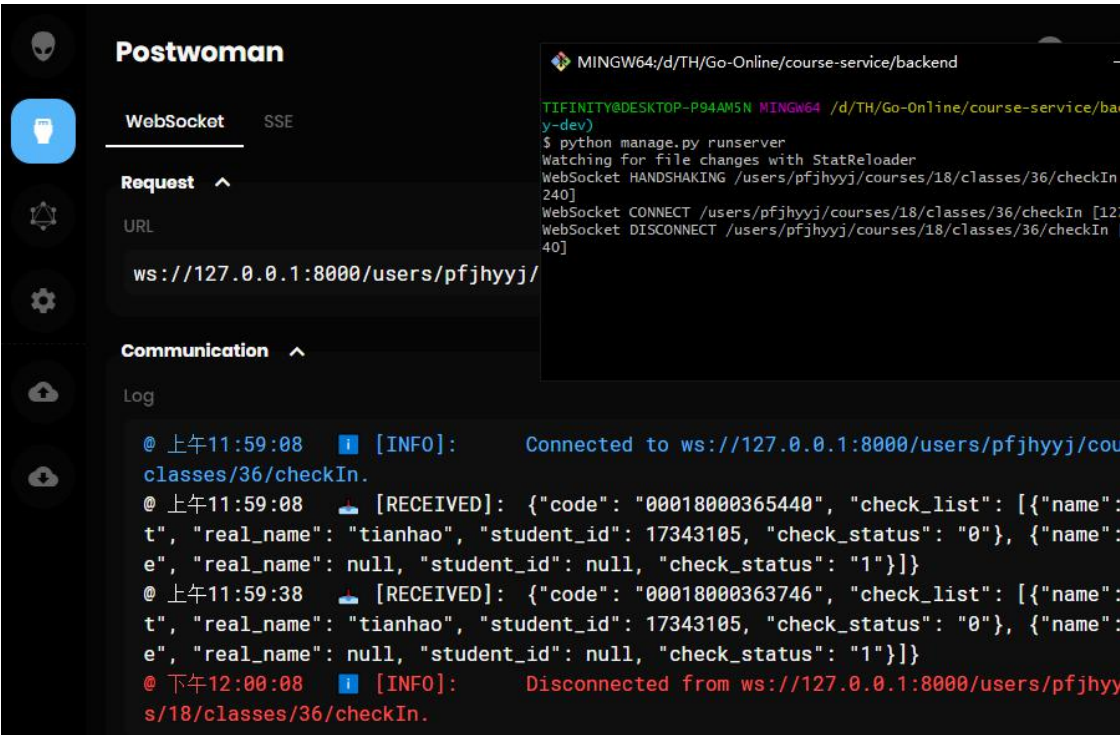 Postwoman
WebSocket SSE
Request
URL
ws://127.0.0.1:8000/users/pfjhyyj/
MINGW64:/d/TH/Go-Online/course-service/backend
TIFINITY@DESKTOP-P94AM5N MINGW64 /d/TH/Go-Online/course-service/ba
y-dev)
$ python manage.py runserver
Watching for file changes with StatReloader
WebSocket HANDSHAKING /users/pfjhyyj/courses/18/classes/36/checkIn
240]
WebSocket CONNECT /users/pfjhyyj/courses/18/classes/36/checkIn [12
WebSocket DISCONNECT /users/pfjhyyj/courses/18/classes/36/checkIn [
40]
Communication
Log
@ 上午11:59:08 [INFO]: Connected to ws://127.0.0.1:8000/users/pfjhyyj/cou
classes/36/checkIn.
@ 上午11:59:08 [RECEIVED]: {"code": "00018000365440", "check_list": [{"name":
t", "real_name": "tianhao", "student_id": 17343105, "check_status": "0"}, {"name":
e", "real_name": null, "student_id": null, "check_status": "1"}]}
@ 上午11:59:38 [RECEIVED]: {"code": "00018000363746", "check_list": [{"name":
t", "real_name": "tianhao", "student_id": 17343105, "check_status": "0"}, {"name":
e", "real_name": null, "student_id": null, "check_status": "1"}]}
@ 下午12:00:08 [INFO]: Disconnected from ws://127.0.0.1:8000/users/pfjhyy
s/18/classes/36/checkIn.